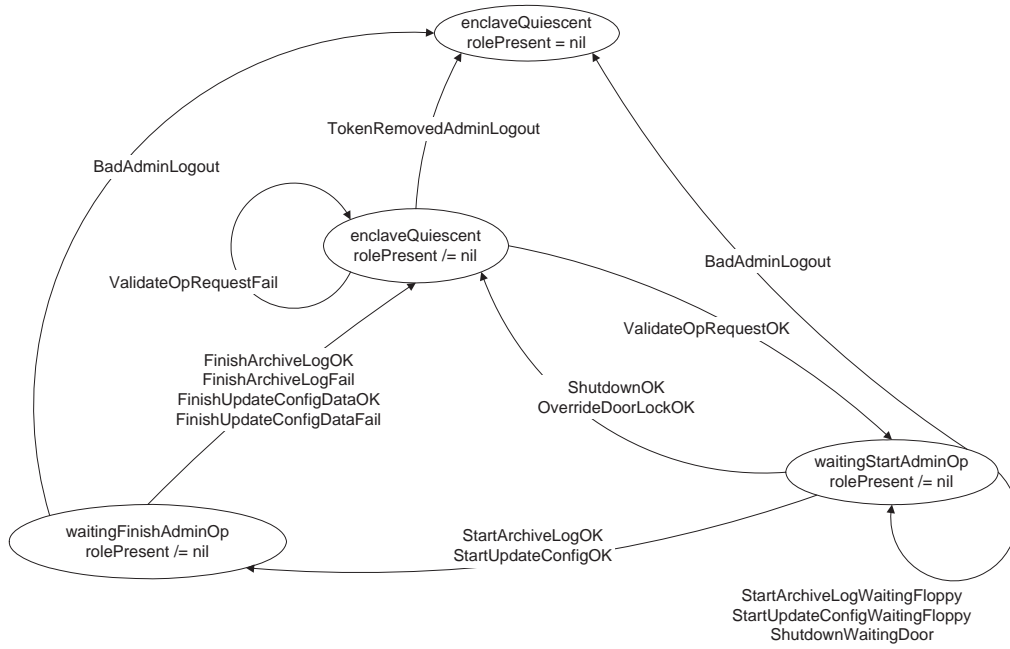 enclaveQuiescent
rolePresent = nil
TokenRemovedAdminLogout
BadAdminLogout
enclaveQuiescent
rolePresent /= nil
BadAdminLogout
ValidateOpRequestFail
ValidateOpRequestOK
FinishArchiveLogOK
FinishArchiveLogFail
FinishUpdateConfigDataOK
FinishUpdateConfigDataFail
ShutdownOK
OverrideDoorLockOK
waitingStartAdminOp
rolePresent /= nil
waitingFinishAdminOp
rolePresent /= nil
StartArchiveLogOK
StartUpdateConfigOK
StartArchiveLogWaitingFloppy
StartUpdateConfigWaitingFloppy
ShutdownWaitingDoor